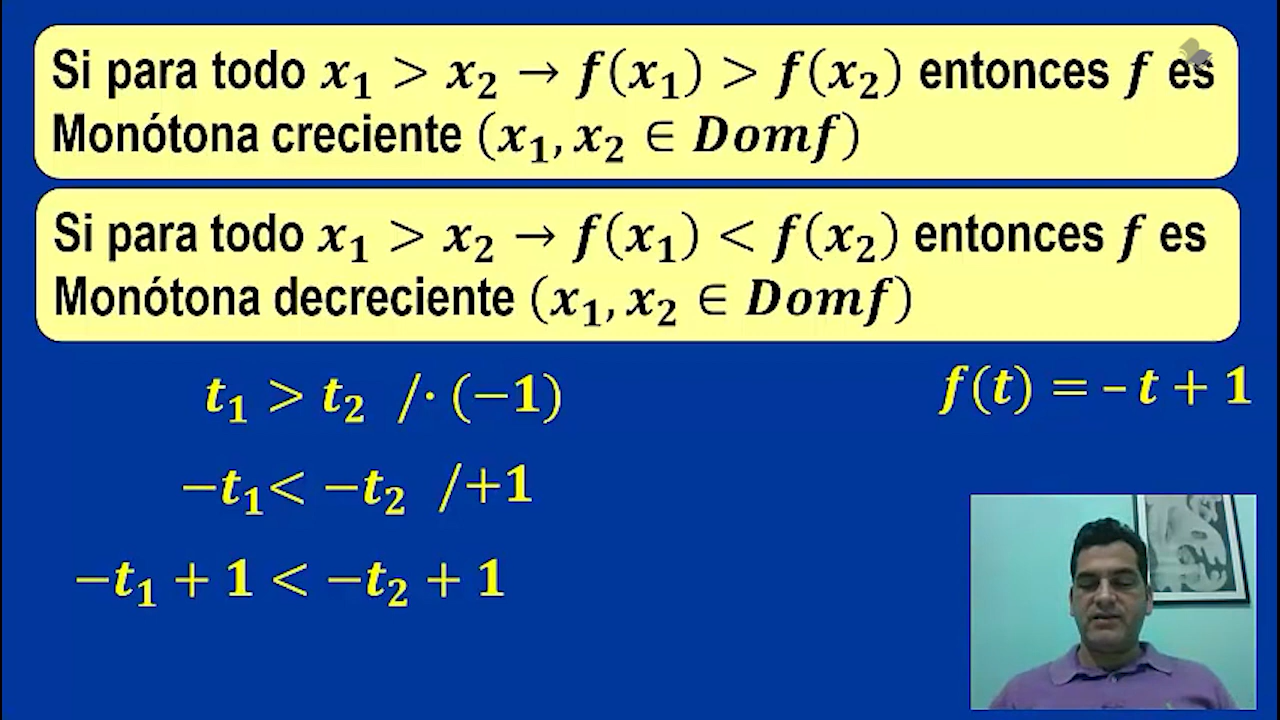 Si para todo x₁ > x₂ → f(x₁) > f(x₂) entonces f es
Monótona creciente (x₁, x₂ ∈ Domf)
Si para todo x₁ > x₂ → f(x₁) < f(x₂) entonces f es
Monótona decreciente (x₁, x₂ ∈ Domf)
t₁ > t₂ /· (−1)
f(t) = −t + 1
−t₁ < −t₂ /+1
−t₁ + 1 < −t₂ + 1